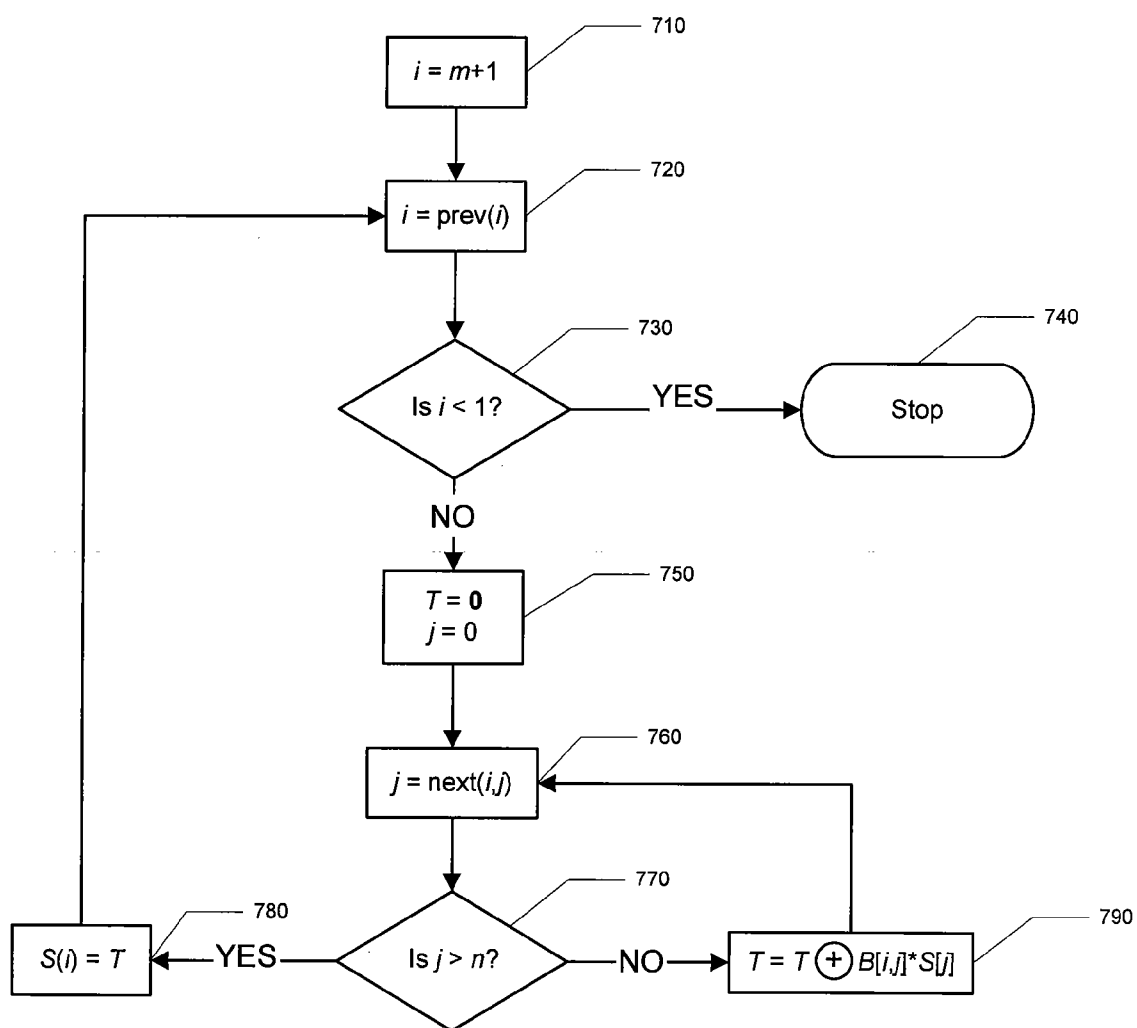 710
i = m+1
720
i = prev(i)
730
740
Is i < 1?
YES
Stop
NO
750
T = 0
j = 0
760
j = next(i,j)
770
780
790
S(i) = T
YES
Is j > n?
NO
T = T ⊕ B[i,j]*S[j]